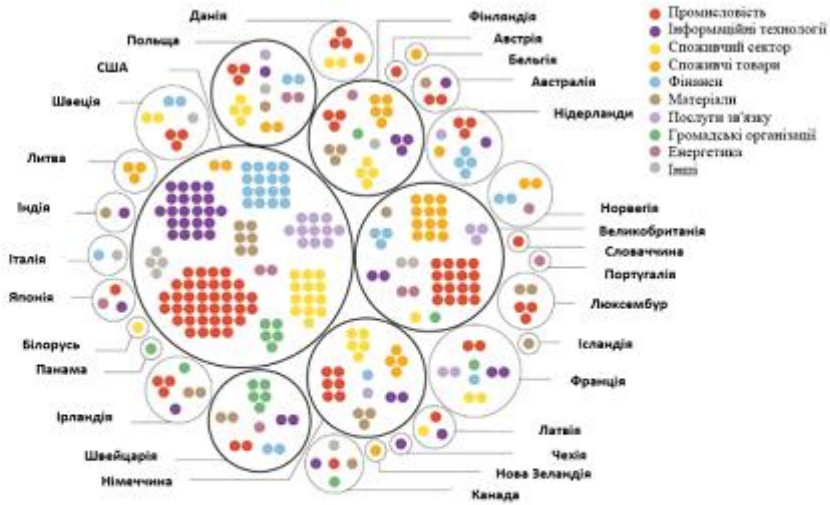 Данія
Польща
США
Швеція
Литва
Індія
Італія
Японія
Білорусь
Панама
Ірландія
Швейцарія
Німеччина
Фінляндія
Австрія
Бельгія
Австралія
Нідерланди
Норвегія
Великобританія
Словаччина
Португалія
Люксембур
Ісландія
Франція
Латвія
Чехія
Нова Зеландія
Канада
Промисловість
Інформаційні технології
Споживчий сектор
Споживчі товари
Фінанси
Матеріали
Послуги зв'язку
Громадські організації
Енергетика
Інші